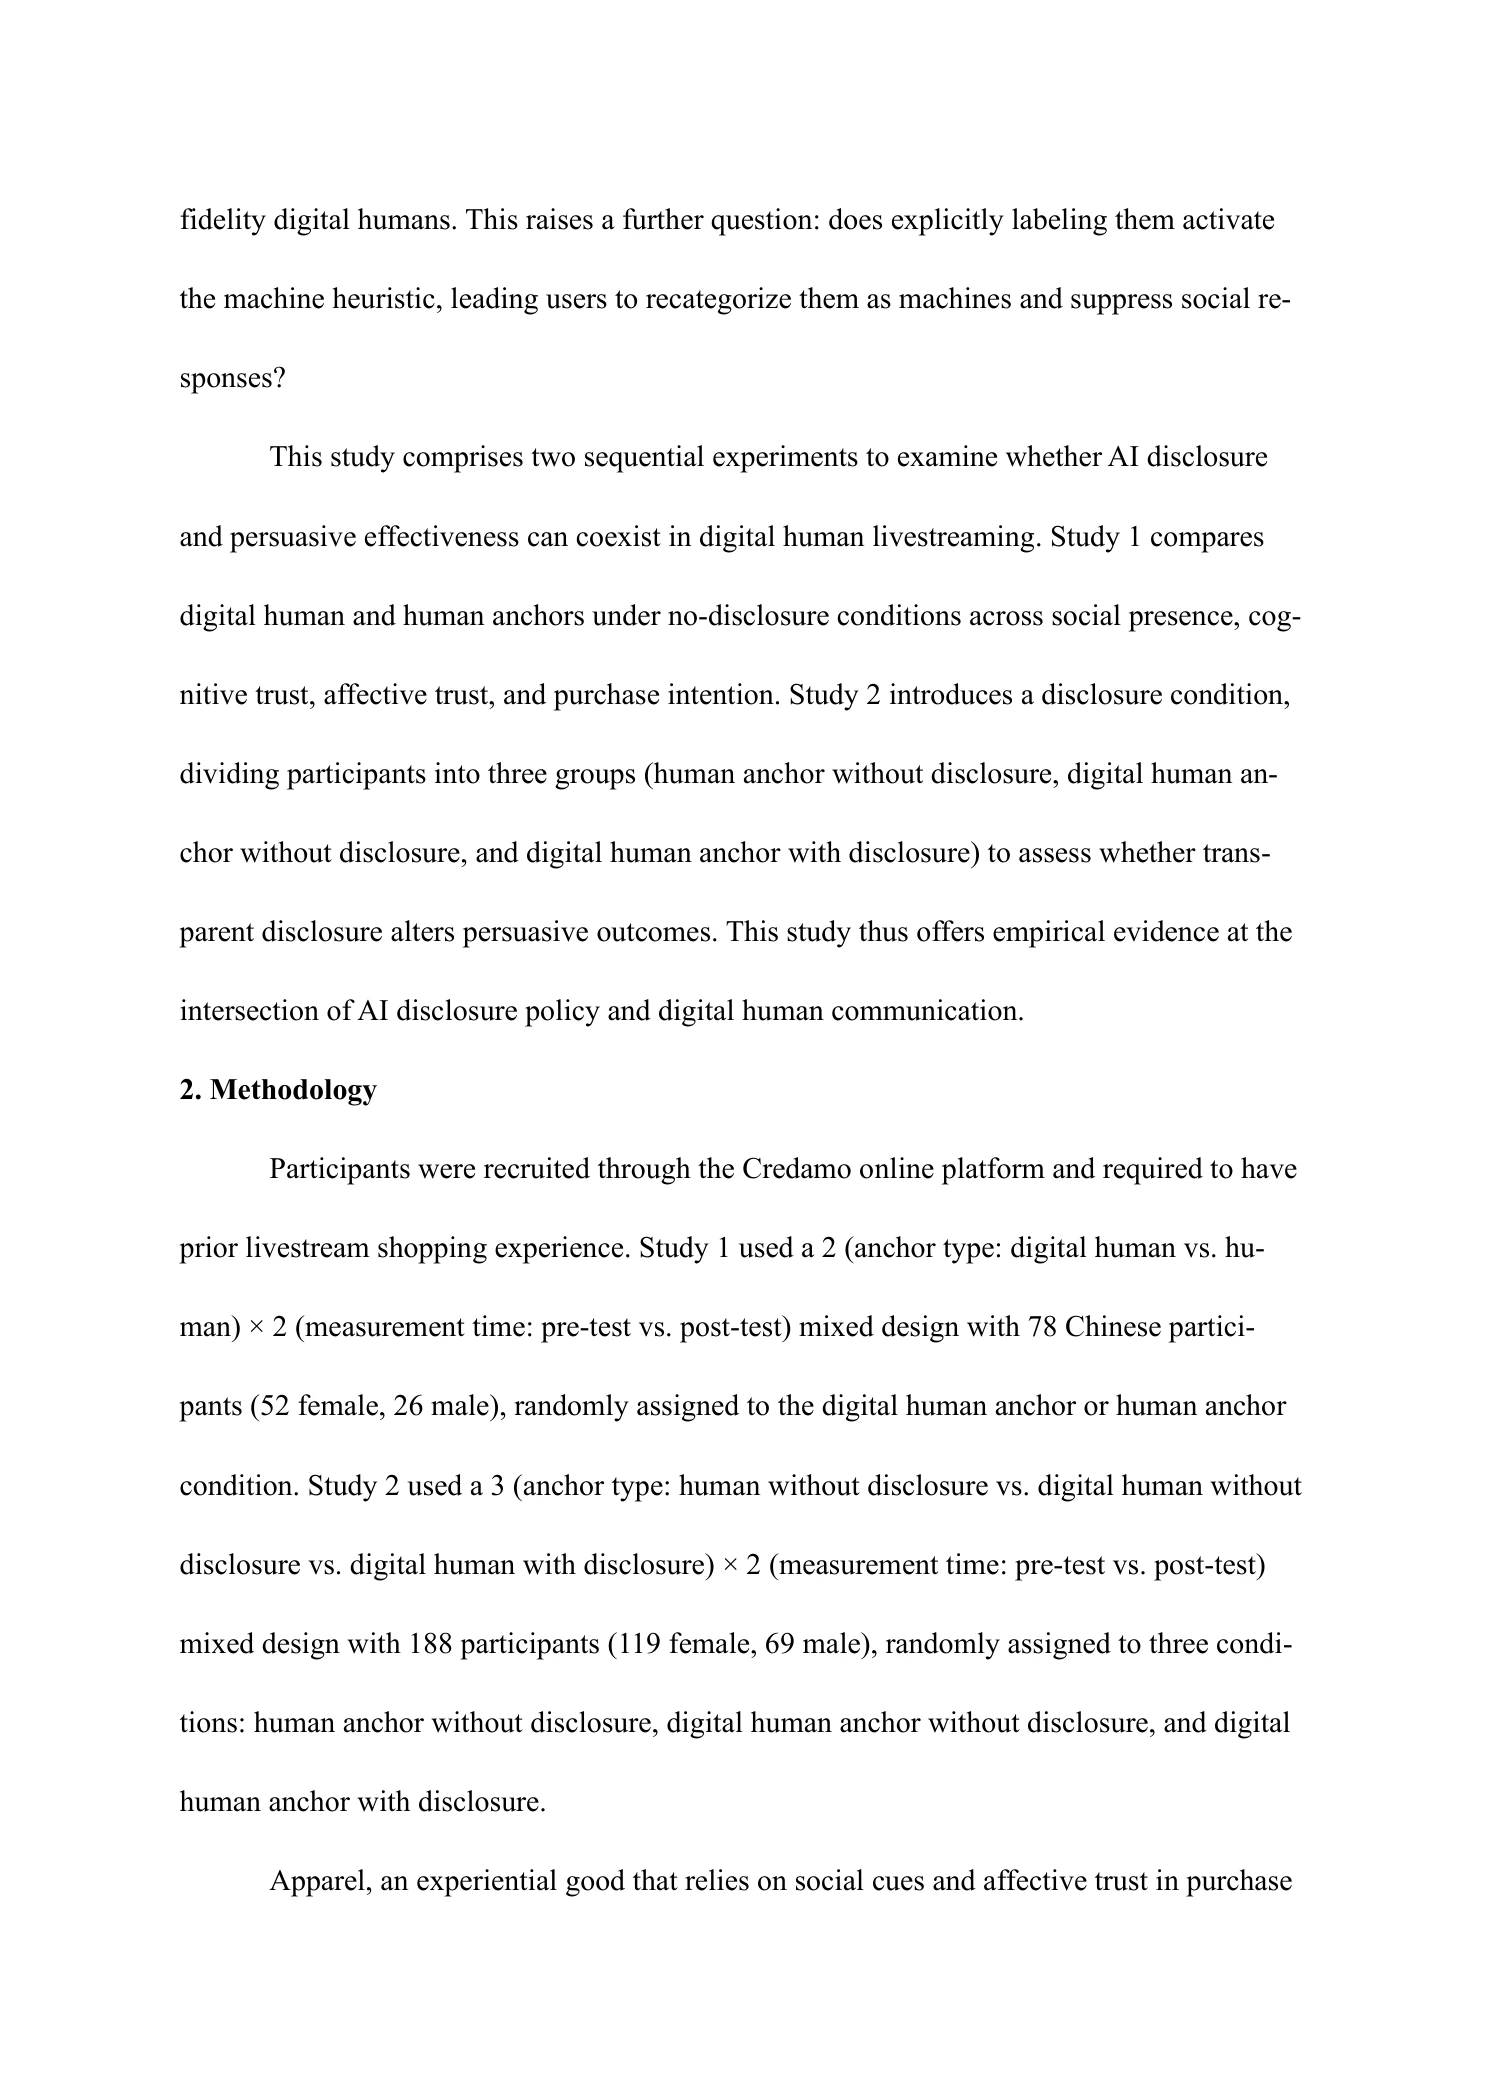 fidelity digital humans. This raises a further question: does explicitly labeling them activate
the machine heuristic, leading users to recategorize them as machines and suppress social re-
sponses?
This study comprises two sequential experiments to examine whether AI disclosure
and persuasive effectiveness can coexist in digital human livestreaming. Study 1 compares
digital human and human anchors under no-disclosure conditions across social presence, cog-
nitive trust, affective trust, and purchase intention. Study 2 introduces a disclosure condition,
dividing participants into three groups (human anchor without disclosure, digital human an-
chor without disclosure, and digital human anchor with disclosure) to assess whether trans-
parent disclosure alters persuasive outcomes. This study thus offers empirical evidence at the
intersection of AI disclosure policy and digital human communication.
2. Methodology
Participants were recruited through the Credamo online platform and required to have
prior livestream shopping experience. Study 1 used a 2 (anchor type: digital human vs. hu-
man) × 2 (measurement time: pre-test vs. post-test) mixed design with 78 Chinese partici-
pants (52 female, 26 male), randomly assigned to the digital human anchor or human anchor
condition. Study 2 used a 3 (anchor type: human without disclosure vs. digital human without
disclosure vs. digital human with disclosure) × 2 (measurement time: pre-test vs. post-test)
mixed design with 188 participants (119 female, 69 male), randomly assigned to three condi-
tions: human anchor without disclosure, digital human anchor without disclosure, and digital
human anchor with disclosure.
Apparel, an experiential good that relies on social cues and affective trust in purchase